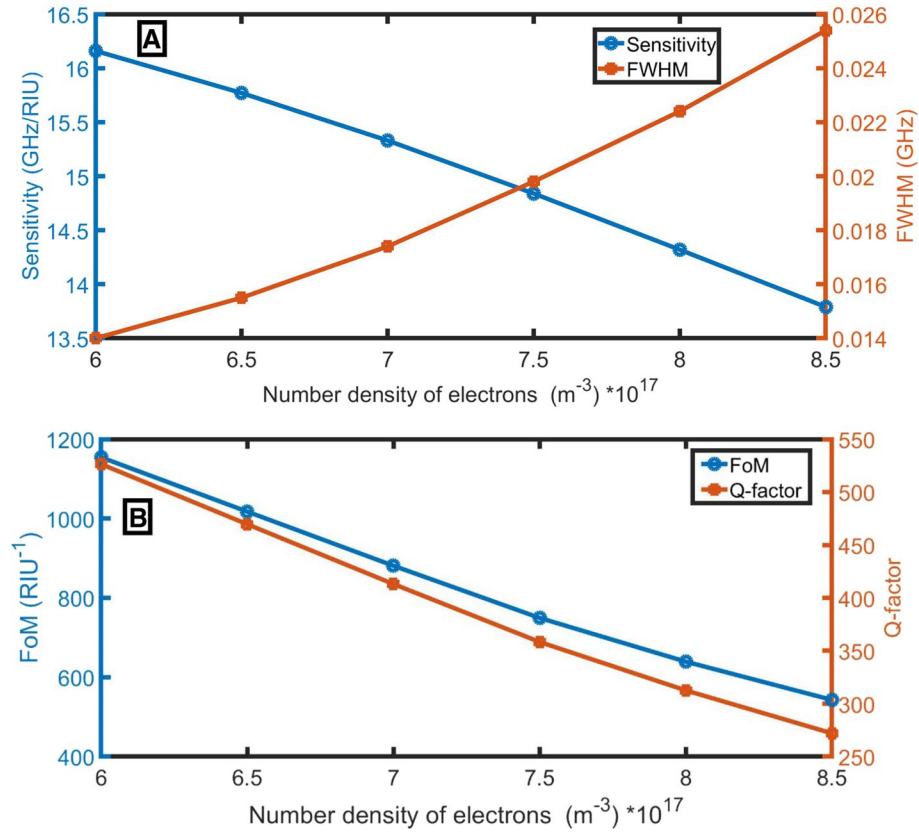 A
Sensitivity
FWHM
16.5
16
15.5
15
14.5
14
13.5
Sensitivity (GHz/RIU)
0.026
0.024
0.022
0.02
0.018
0.016
0.014
FWHM (GHz)
6 6.5 7 7.5 8 8.5
Number density of electrons (m⁻³) *10¹⁷
B
FoM
Q-factor
1200
1000
800
600
400
FoM (RIU⁻¹)
550
500
450
400
350
300
250
Q-factor
6 6.5 7 7.5 8 8.5
Number density of electrons (m⁻³) *10¹⁷